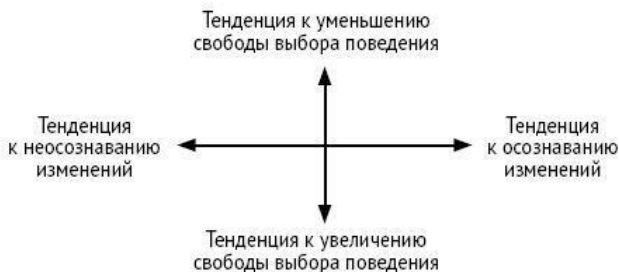 Тенденция к уменьшению
свободы выбора поведения
Тенденция
к неосознаванию
изменений
Тенденция
к осознаванию
изменений
Тенденция к увеличению
свободы выбора поведения